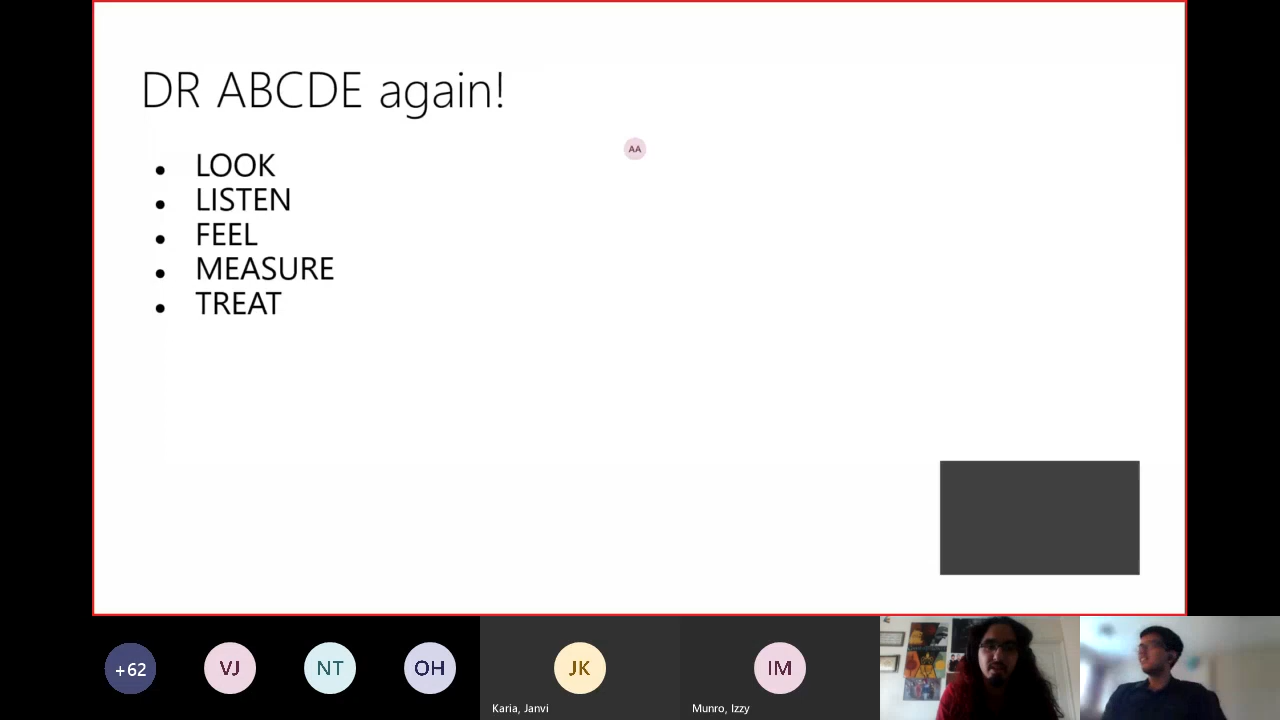 DR ABCDE again!
AA
• LOOK
• LISTEN
• FEEL
• MEASURE
• TREAT
+62
VJ
NT
OH
JK
IM
Karia, Janvi
Munro, Izzy